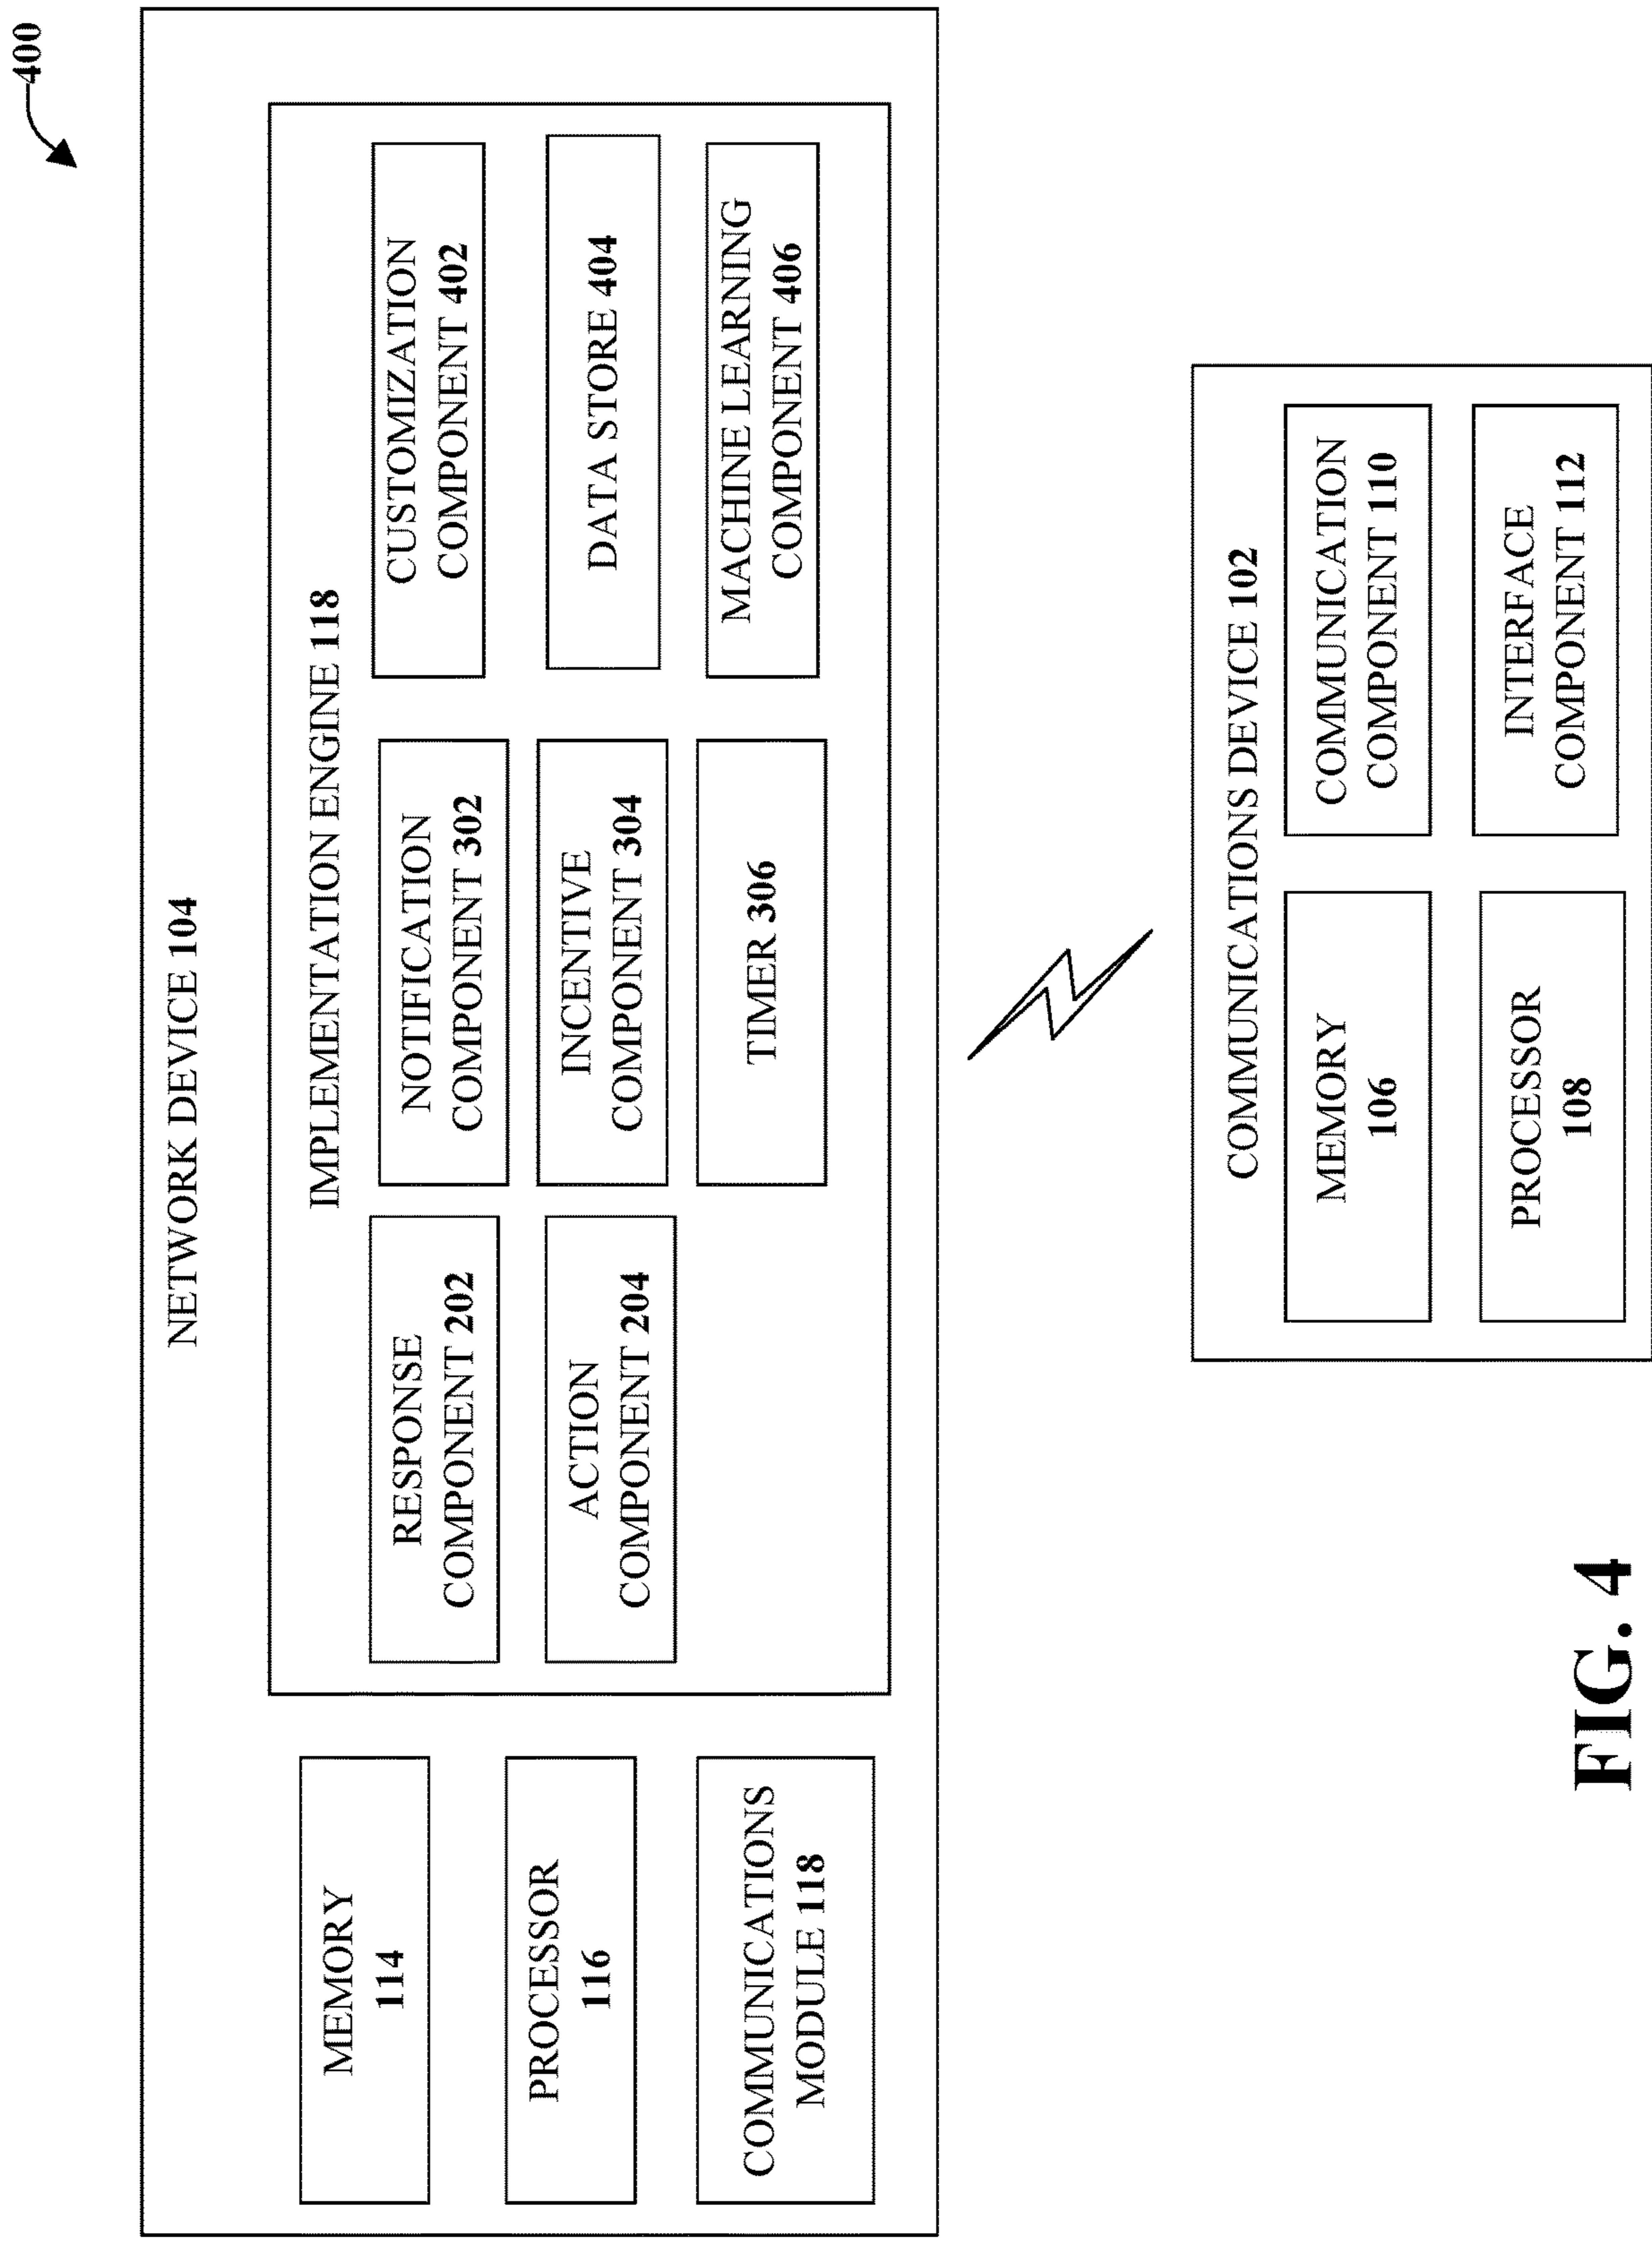 400
NETWORK DEVICE 104
MEMORY
114
PROCESSOR
116
COMMUNICATIONS
MODULE 118
IMPLEMENTATION ENGINE 118
RESPONSE
COMPONENT 202
ACTION
COMPONENT 204
NOTIFICATION
COMPONENT 302
INCENTIVE
COMPONENT 304
TIMER 306
CUSTOMIZATION
COMPONENT 402
DATA STORE 404
MACHINE LEARNING
COMPONENT 406
COMMUNICATIONS DEVICE 102
MEMORY
106
PROCESSOR
108
COMMUNICATION
COMPONENT 110
INTERFACE
COMPONENT 112
FIG. 4